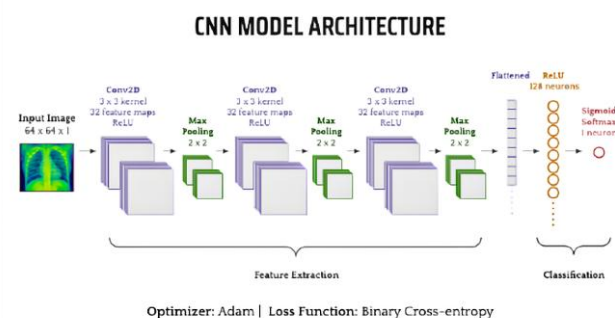 CNN MODEL ARCHITECTURE
Input Image
64 x 64 x 1
Conv2D
3 x 3 kernel
32 feature maps
ReLU
Max
Pooling
2 x 2
Conv2D
3 x 3 kernel
32 feature maps
ReLU
Max
Pooling
2 x 2
Conv2D
3 x 3 kernel
32 feature maps
ReLU
Max
Pooling
2 x 2
Flattened
ReLU
128 neurons
Sigmoid
Softmax
1 neuron
Feature Extraction
Classification
Optimizer: Adam | Loss Function: Binary Cross-entropy